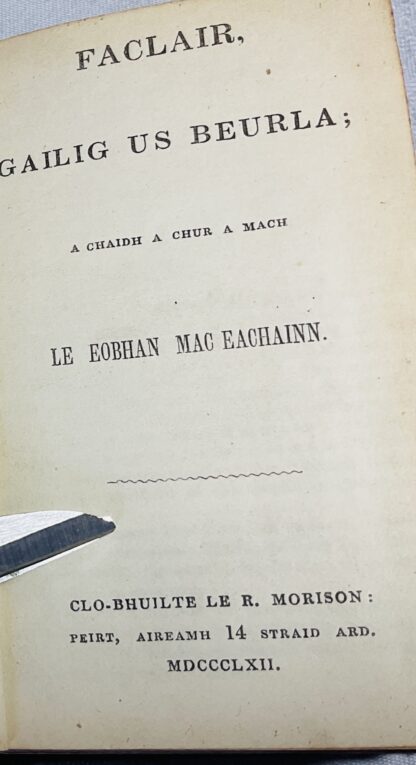 FACLAIR,
GAILIG US BEURLA;
A CHAIDH A CHUR A MACH
LE EOBHAN MAC EACHAINN.
CLO-BHUILTE LE R. MORISON:
PEIRT, AIREAMH 14 STRAID ARD.
MDCCCLXII.